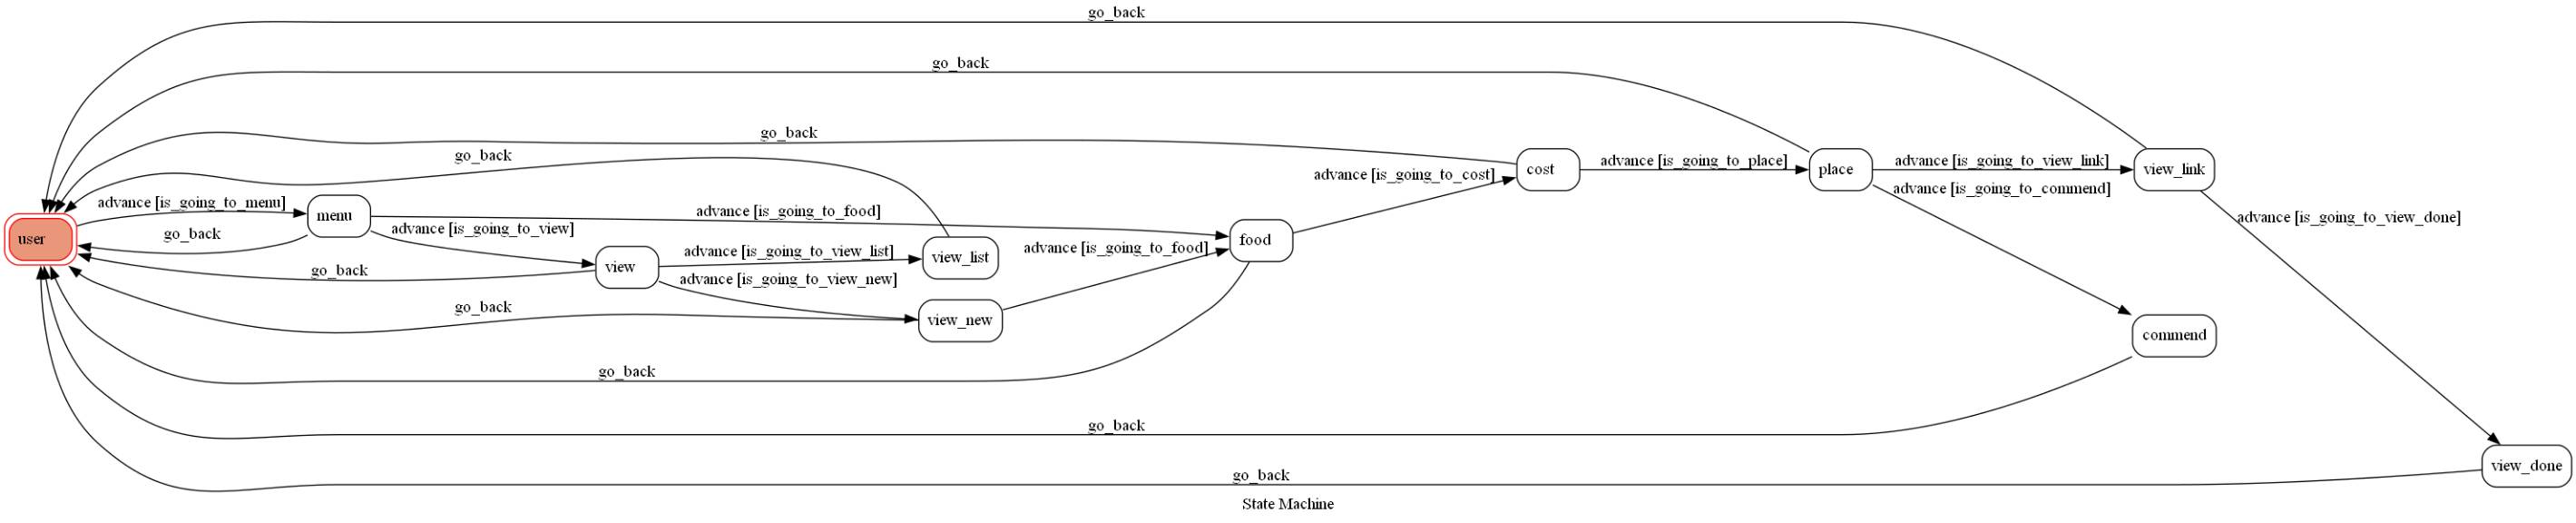 go_back
go_back
go_back
go_back
advance [is_going_to_menu]
user
go_back
menu
advance [is_going_to_food]
advance [is_going_to_view]
go_back
view
advance [is_going_to_view_list]
advance [is_going_to_view_new]
view_list
go_back
view_new
advance [is_going_to_food]
food
go_back
advance [is_going_to_cost]
cost
advance [is_going_to_place]
place
advance [is_going_to_view_link]
advance [is_going_to_commend]
view_link
advance [is_going_to_view_done]
commend
go_back
view_done
go_back
State Machine